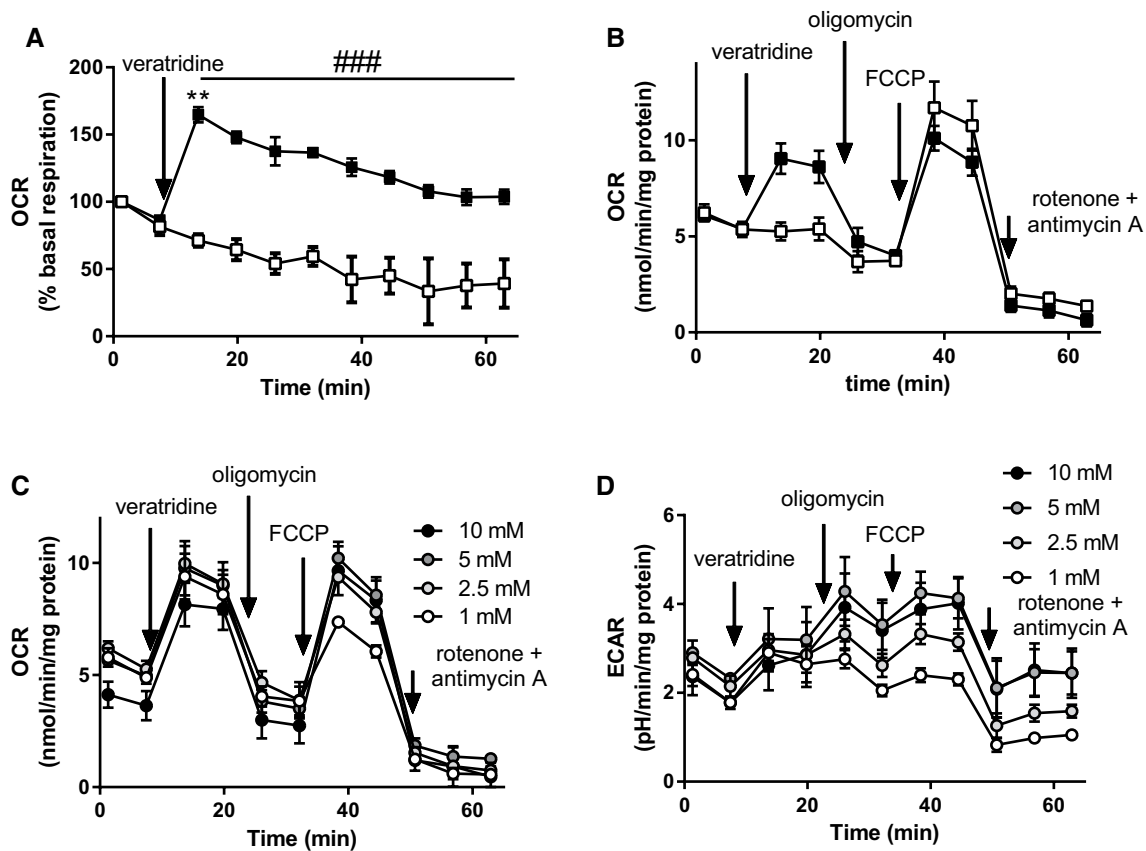 A
veratridine
###
**
200
150
100
50
0
OCR
(% basal respiration)
0 20 40 60
Time (min)
B
oligomycin
veratridine
FCCP
rotenone +
antimycin A
10
5
0
OCR
(nmol/min/mg protein)
0 20 40 60
time (min)
C
oligomycin
veratridine
FCCP
10 mM
5 mM
2.5 mM
1 mM
rotenone +
antimycin A
10
5
0
OCR
(nmol/min/mg protein)
0 20 40 60
Time (min)
D
oligomycin
veratridine
FCCP
10 mM
5 mM
2.5 mM
1 mM
rotenone +
antimycin A
6
4
2
0
ECAR
(pH/min/mg protein)
0 20 40 60
Time (min)